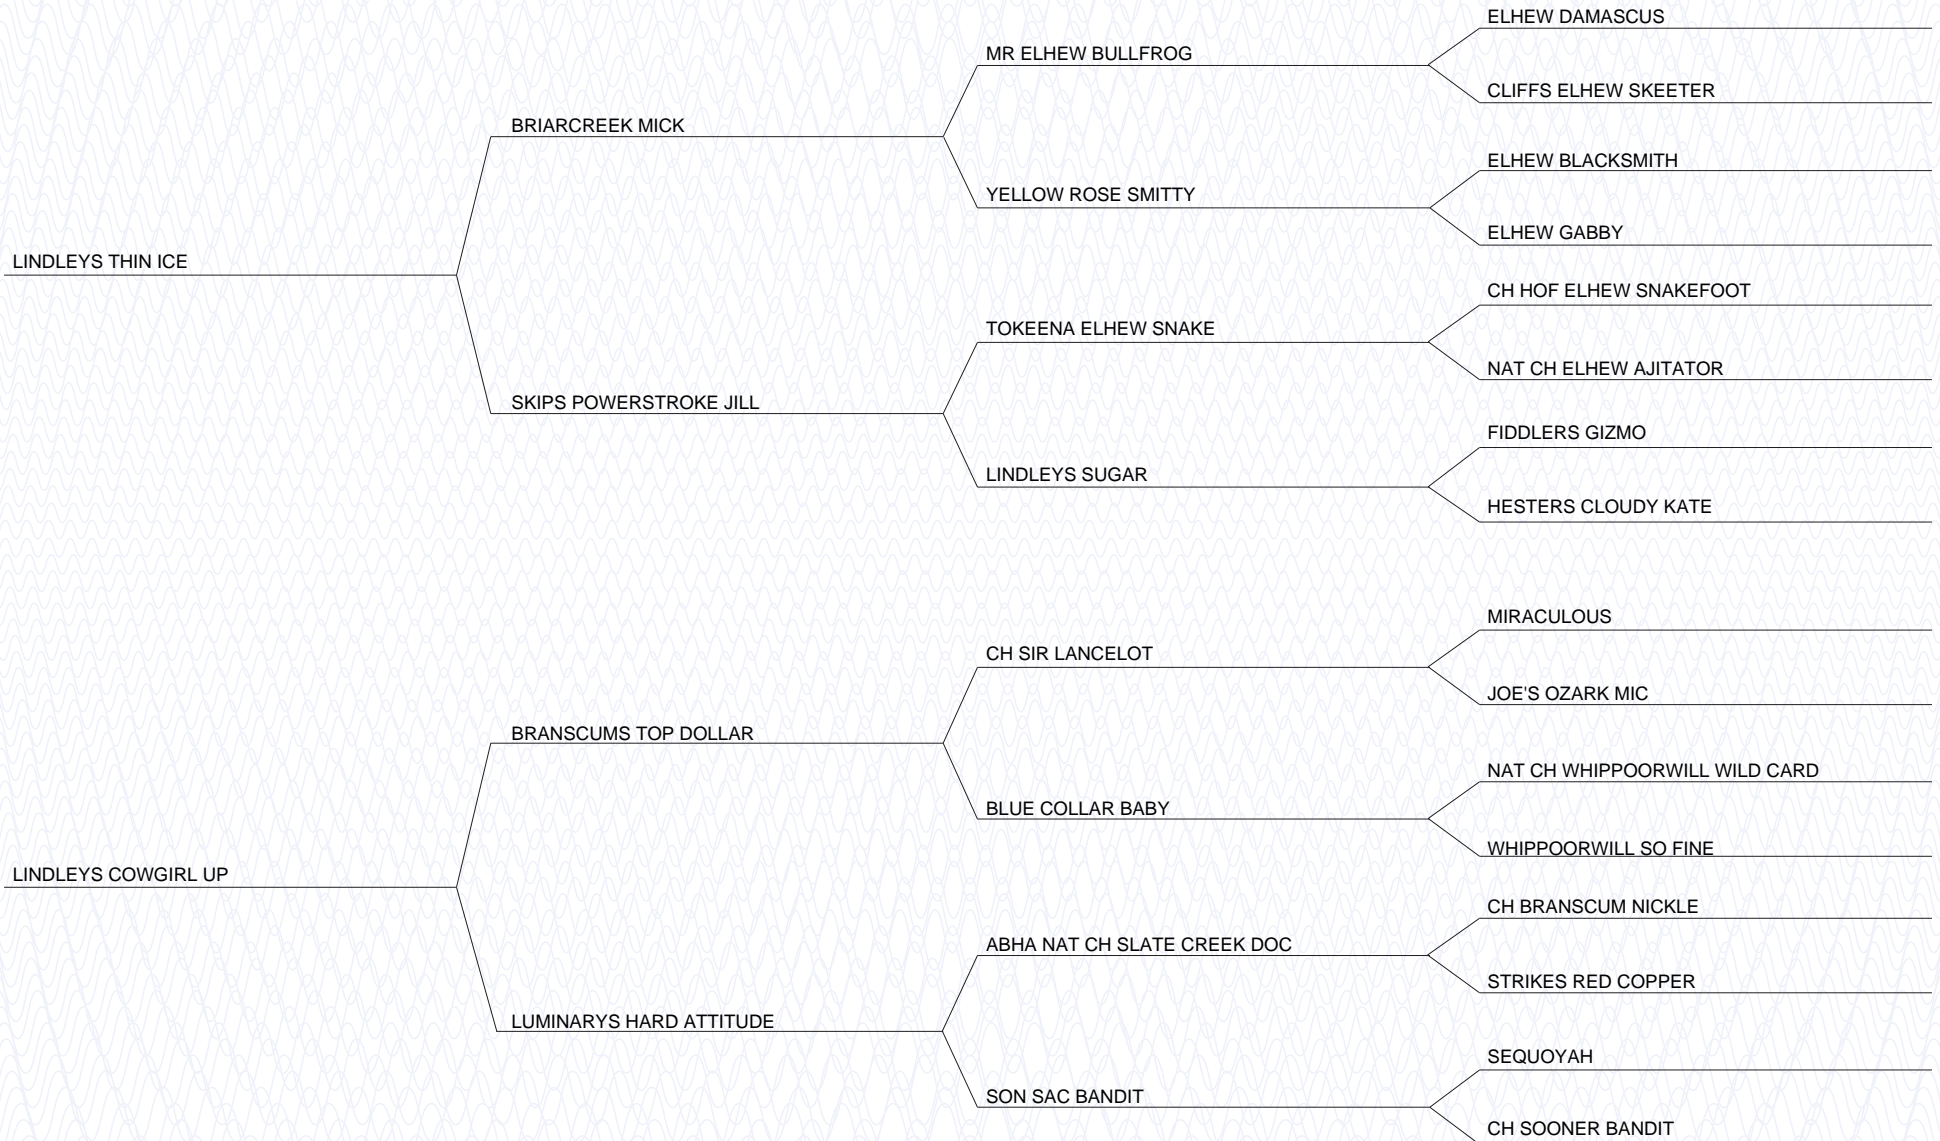 ELHEW DAMASCUS
MR ELHEW BULLFROG
CLIFFS ELHEW SKEETER
BRIARCREEK MICK
ELHEW BLACKSMITH
YELLOW ROSE SMITTY
ELHEW GABBY
LINDLEYS THIN ICE
CH HOF ELHEW SNAKEFOOT
TOKEENA ELHEW SNAKE
NAT CH ELHEW AJITATOR
SKIPS POWERSTROKE JILL
FIDDLERS GIZMO
LINDLEYS SUGAR
HESTERS CLOUDY KATE
MIRACULOUS
CH SIR LANCELOT
JOE'S OZARK MIC
BRANSCUMS TOP DOLLAR
NAT CH WHIPPOORWILL WILD CARD
BLUE COLLAR BABY
WHIPPOORWILL SO FINE
LINDLEYS COWGIRL UP
CH BRANSCUM NICKLE
ABHA NAT CH SLATE CREEK DOC
STRIKES RED COPPER
LUMINARYS HARD ATTITUDE
SEQUOYAH
SON SAC BANDIT
CH SOONER BANDIT